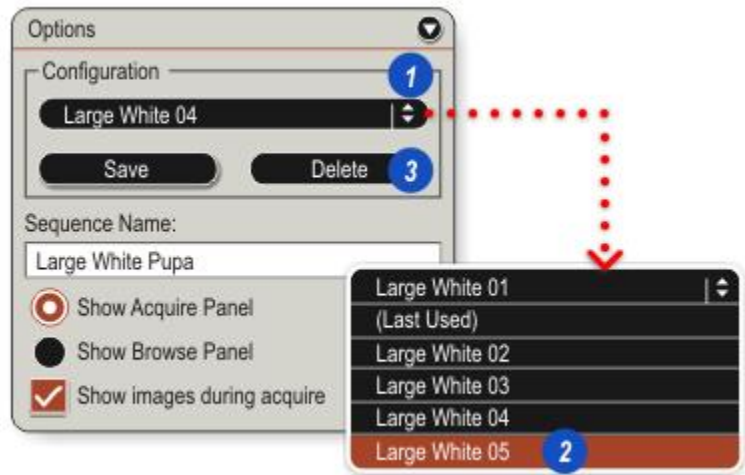 Options
Configuration
1
Large White 04
Save
Delete
3
Sequence Name:
Large White Pupa
Show Acquire Panel
Show Browse Panel
Show images during acquire
Large White 01
(Last Used)
Large White 02
Large White 03
Large White 04
Large White 05
2